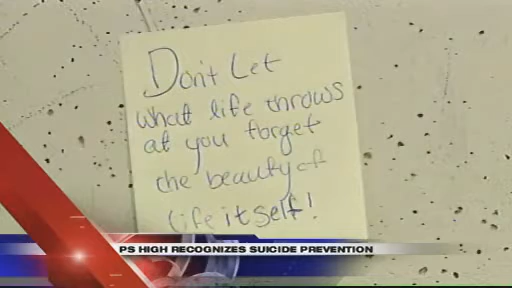 Don't Let
what life throws
at you forget
the beauty of
life itself!
PS HIGH RECOGNIZES SUICIDE PREVENTION